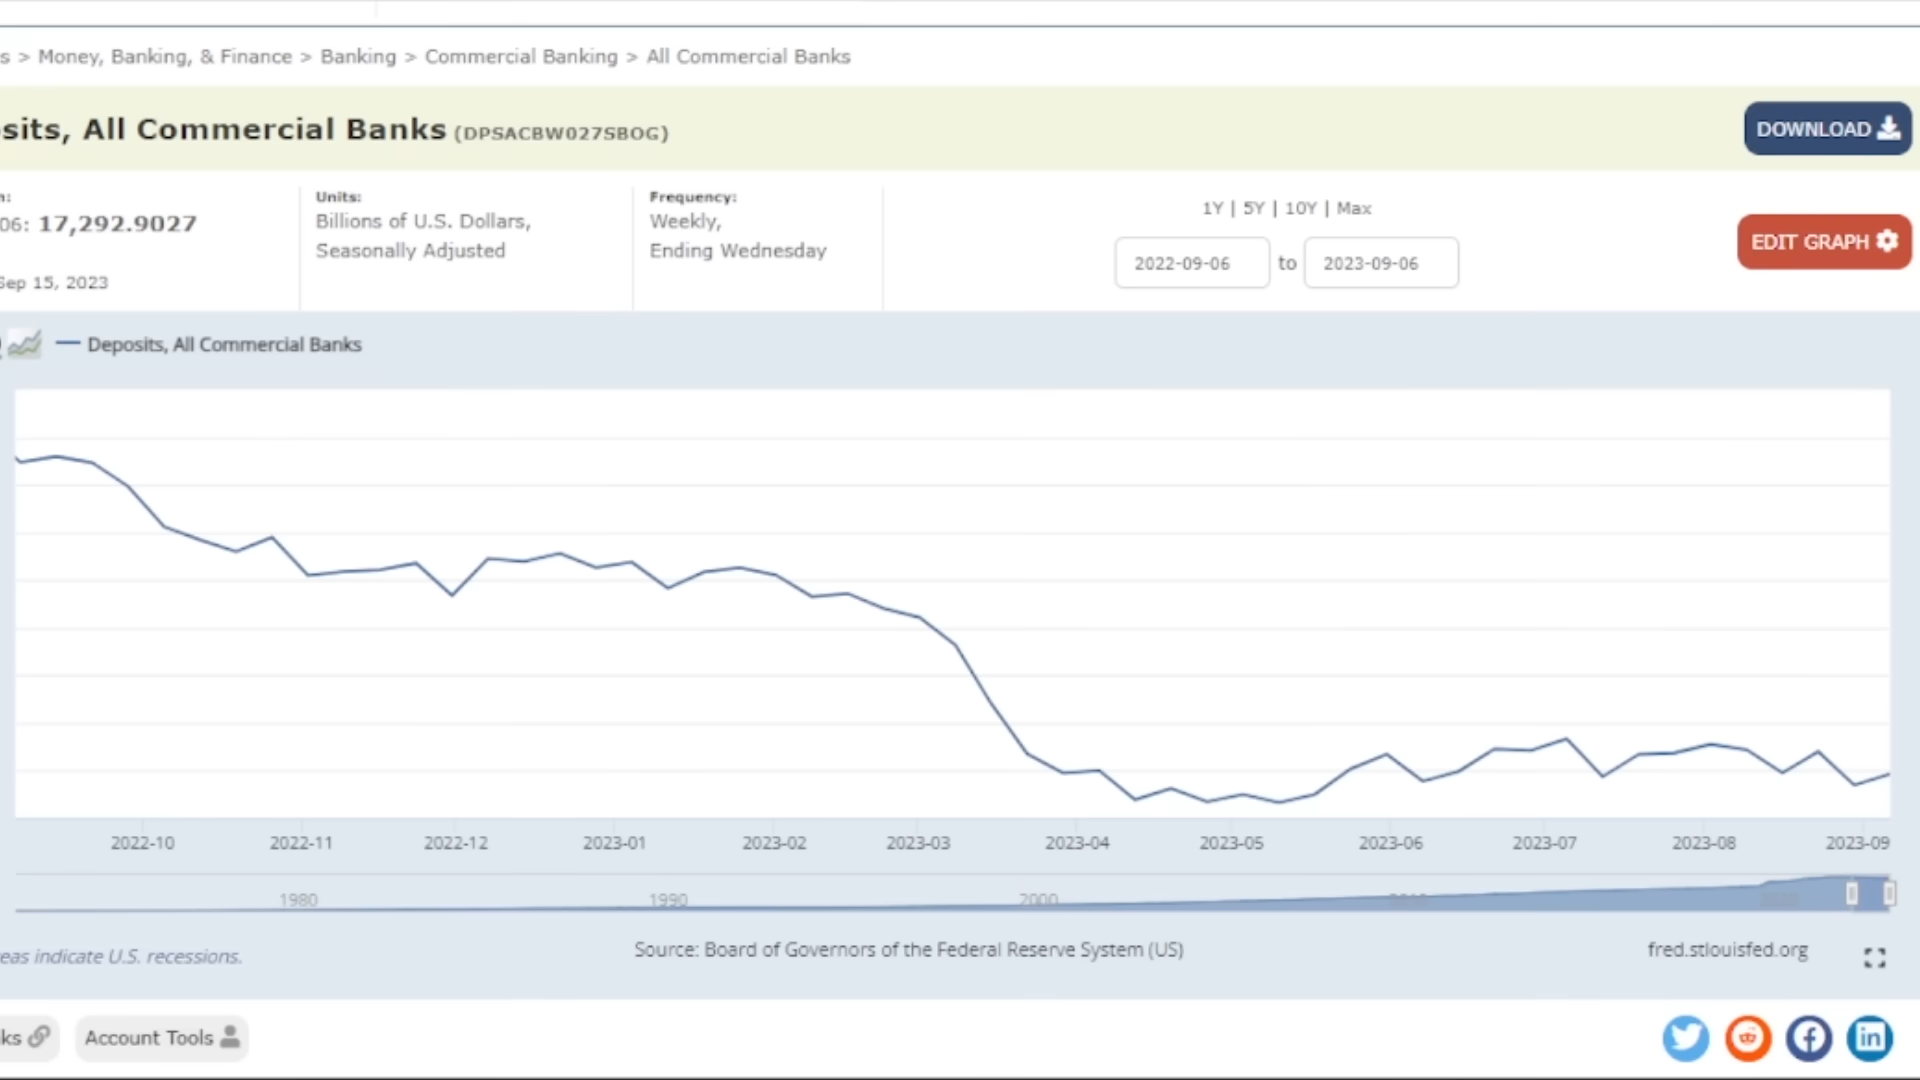 s > Money, Banking, & Finance > Banking > Commercial Banking > All Commercial Banks
sits, All Commercial Banks (DPSACBW027SBOG)
DOWNLOAD
n:
06: 17,292.9027
Sep 15, 2023
Units:
Billions of U.S. Dollars,
Seasonally Adjusted
Frequency:
Weekly,
Ending Wednesday
1Y | 5Y | 10Y | Max
2022-09-06 to 2023-09-06
EDIT GRAPH
Deposits, All Commercial Banks
2022-10 2022-11 2022-12 2023-01 2023-02 2023-03 2023-04 2023-05 2023-06 2023-07 2023-08 2023-09
1980 1990 2000 2010
eas indicate U.S. recessions.
Source: Board of Governors of the Federal Reserve System (US)
fred.stlouisfed.org
ks
Account Tools